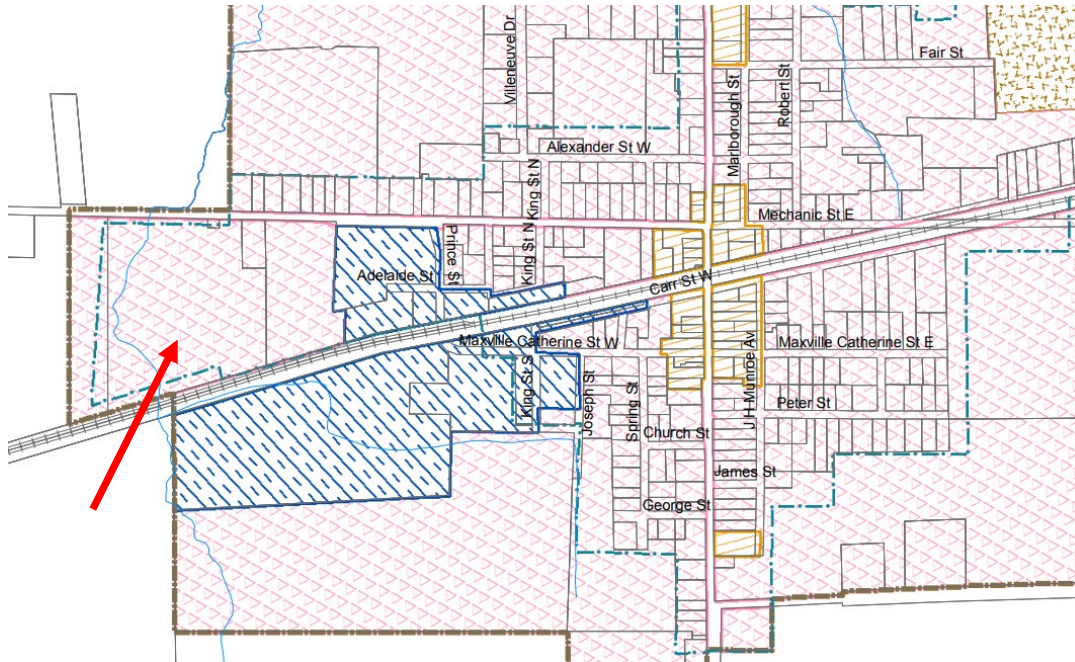 Fair St
Villeneuve Dr
Marlborough St
Robert St
Alexander St W
King St N
Mechanic St E
King St N
Prince St
Adelaide St
Carr St W
Maxville Catherine St W
Maxville Catherine St E
J H Munroe Av
King St S
Joseph St
Spring St
Peter St
Church St
James St
George St